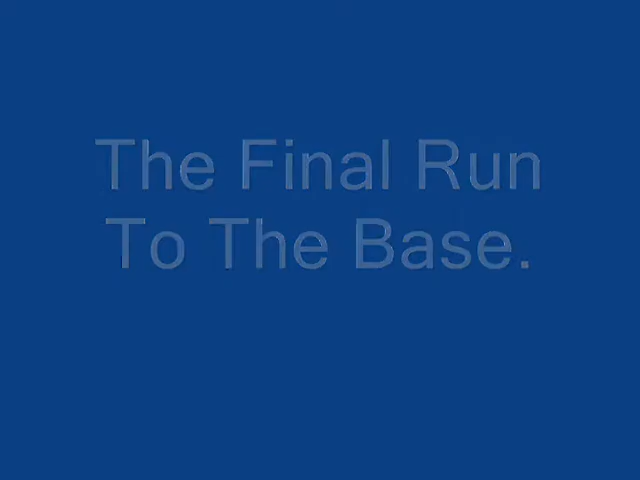 The Final Run
To The Base.